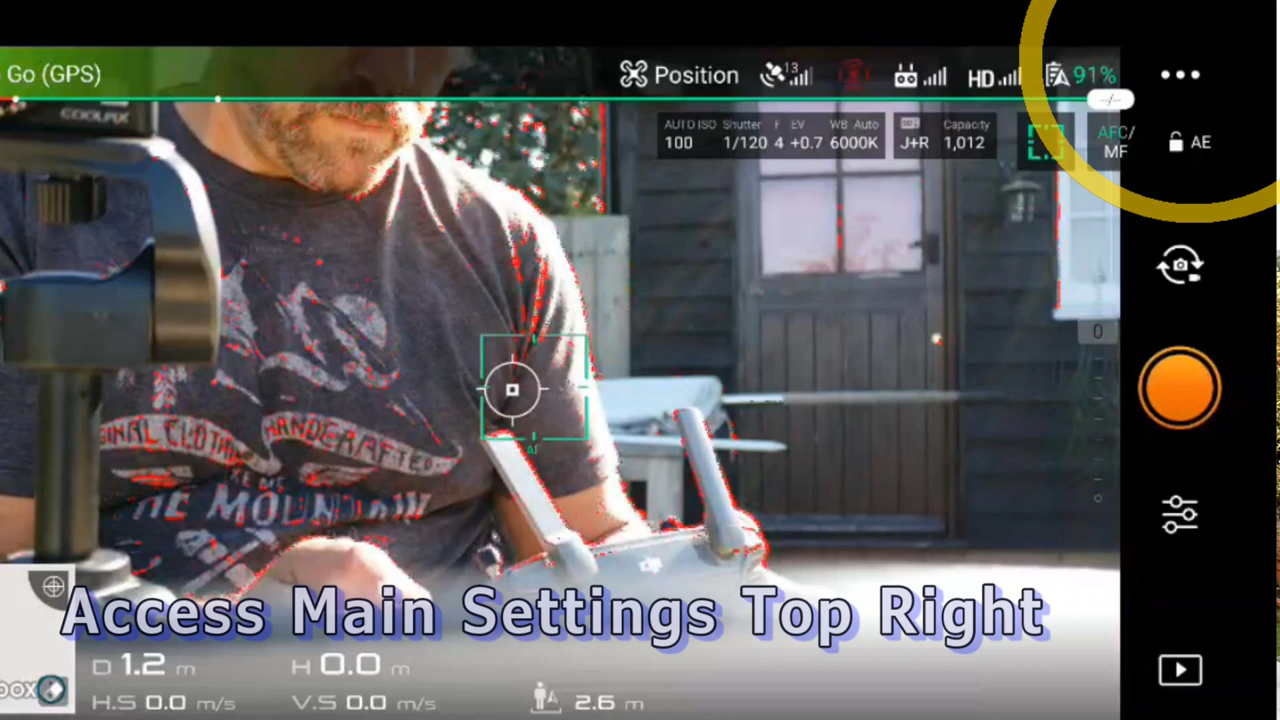 Go (GPS)
Position
13
HD
91%
COOLPIX
AUTO ISO Shutter F EV WB Auto
100 1/120 4 +0.7 6000K
Capacity
J+R 1,012
AFC/
MF
AE
--/--
0
AF
HANDCRAFTED
THE MOUNTAIN
Access Main Settings Top Right
D 1.2 m
H 0.0 m
H.S 0.0 m/s
V.S 0.0 m/s
A 2.6 m
box